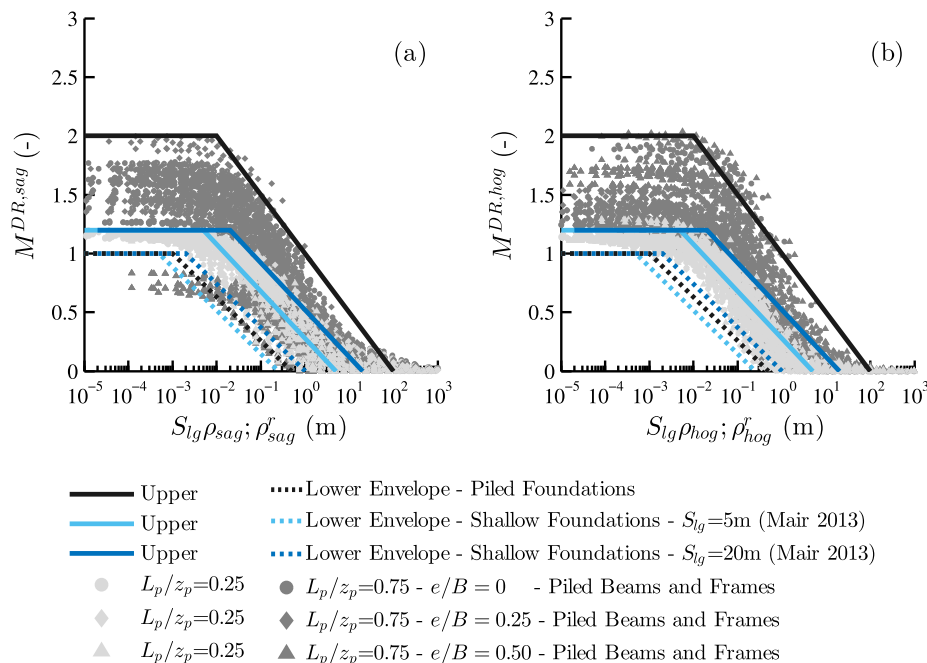 3
2.5
2
1.5
1
0.5
0
M^{DR,sag} (-)
(a)
10^{-5} 10^{-4} 10^{-3} 10^{-2} 10^{-1} 10^{0} 10^{1} 10^{2} 10^{3}
S_{lg}ρ_{sag}; ρ^{r}_{sag} (m)
3
2.5
2
1.5
1
0.5
0
M^{DR,hog} (-)
(b)
10^{-5} 10^{-4} 10^{-3} 10^{-2} 10^{-1} 10^{0} 10^{1} 10^{2} 10^{3}
S_{lg}ρ_{hog}; ρ^{r}_{hog} (m)
Upper Lower Envelope - Piled Foundations
Upper Lower Envelope - Shallow Foundations - S_{lg}=5m (Mair 2013)
Upper Lower Envelope - Shallow Foundations - S_{lg}=20m (Mair 2013)
L_p/z_p=0.25 L_p/z_p=0.75 - e/B = 0 - Piled Beams and Frames
L_p/z_p=0.25 L_p/z_p=0.75 - e/B = 0.25 - Piled Beams and Frames
L_p/z_p=0.25 L_p/z_p=0.75 - e/B = 0.50 - Piled Beams and Frames